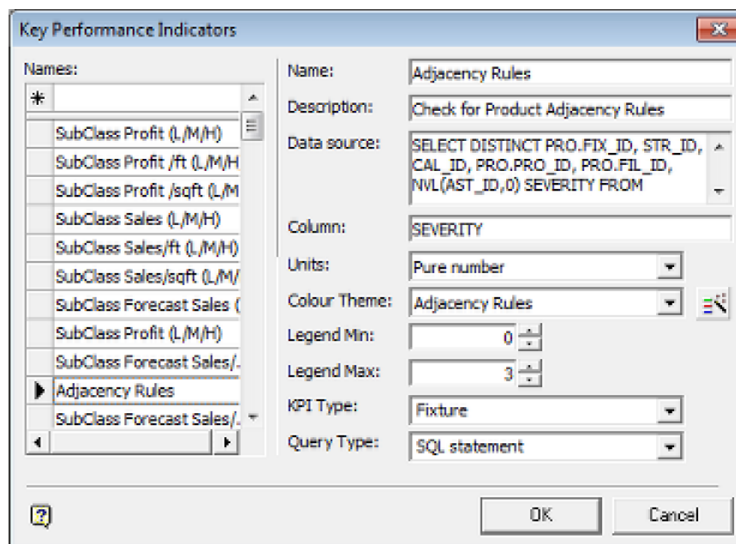 Key Performance Indicators
Names:
SubClass Profit (L/M/H)
SubClass Profit /ft (L/M/H
SubClass Profit /sqft (L/M
SubClass Sales (L/M/H)
SubClass Sales/ft (L/M/H)
SubClass Sales/sqft (L/M/
SubClass Forecast Sales (
SubClass Profit (L/M/H)
SubClass Forecast Sales/.
Adjacency Rules
SubClass Forecast Sales/.
Name:
Adjacency Rules
Description:
Check for Product Adjacency Rules
Data source:
SELECT DISTINCT PRO.FIX_ID, STR_ID,
CAL_ID, PRO.PRO_ID, PRO.FIL_ID,
NVL(AST_ID,0) SEVERITY FROM
Column:
SEVERITY
Units:
Pure number
Colour Theme:
Adjacency Rules
Legend Min:
0
Legend Max:
3
KPI Type:
Fixture
Query Type:
SQL statement
OK
Cancel